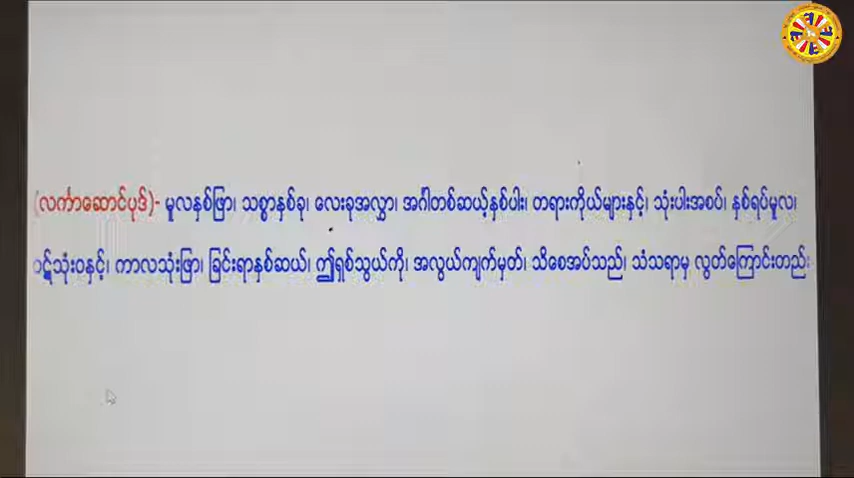 (လင်္ကာဆောင်ပုဒ်)- မူလနှစ်ဖြာ၊ သစ္စာနှစ်ခု၊ လေးခုအလွှာ၊ အင်္ဂါတစ်ဆယ့်နှစ်ပါး၊ တရားကိုယ်များနှင့်၊ သုံးပါးအစပ်၊ နှစ်ရပ်မူလ၊
ဝဋ်သုံးဝနှင့်၊ ကာလသုံးဖြာ၊ ခြင်းရာနှစ်ဆယ်၊ ဤရှစ်သွယ်ကို၊ အလွယ်ကျက်မှတ်၊ သိစေအပ်သည်၊ သံသရာမှ လွတ်ကြောင်းတည်း